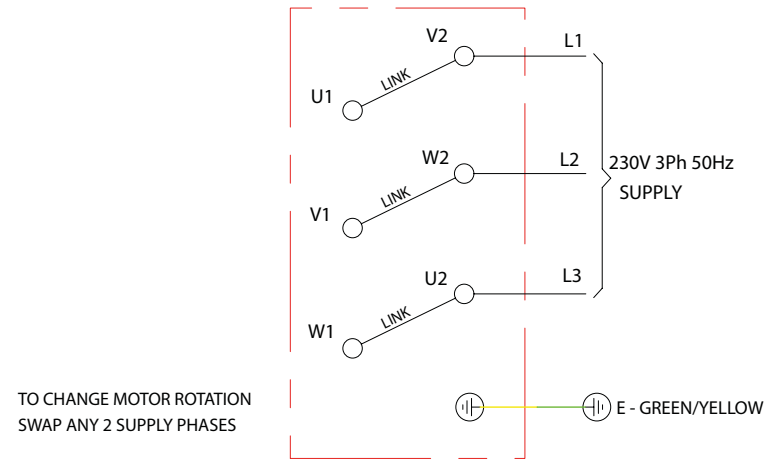 V2
L1
LINK
U1
W2
L2
230V 3Ph 50Hz
SUPPLY
LINK
V1
U2
L3
LINK
W1
TO CHANGE MOTOR ROTATION
SWAP ANY 2 SUPPLY PHASES
E - GREEN/YELLOW